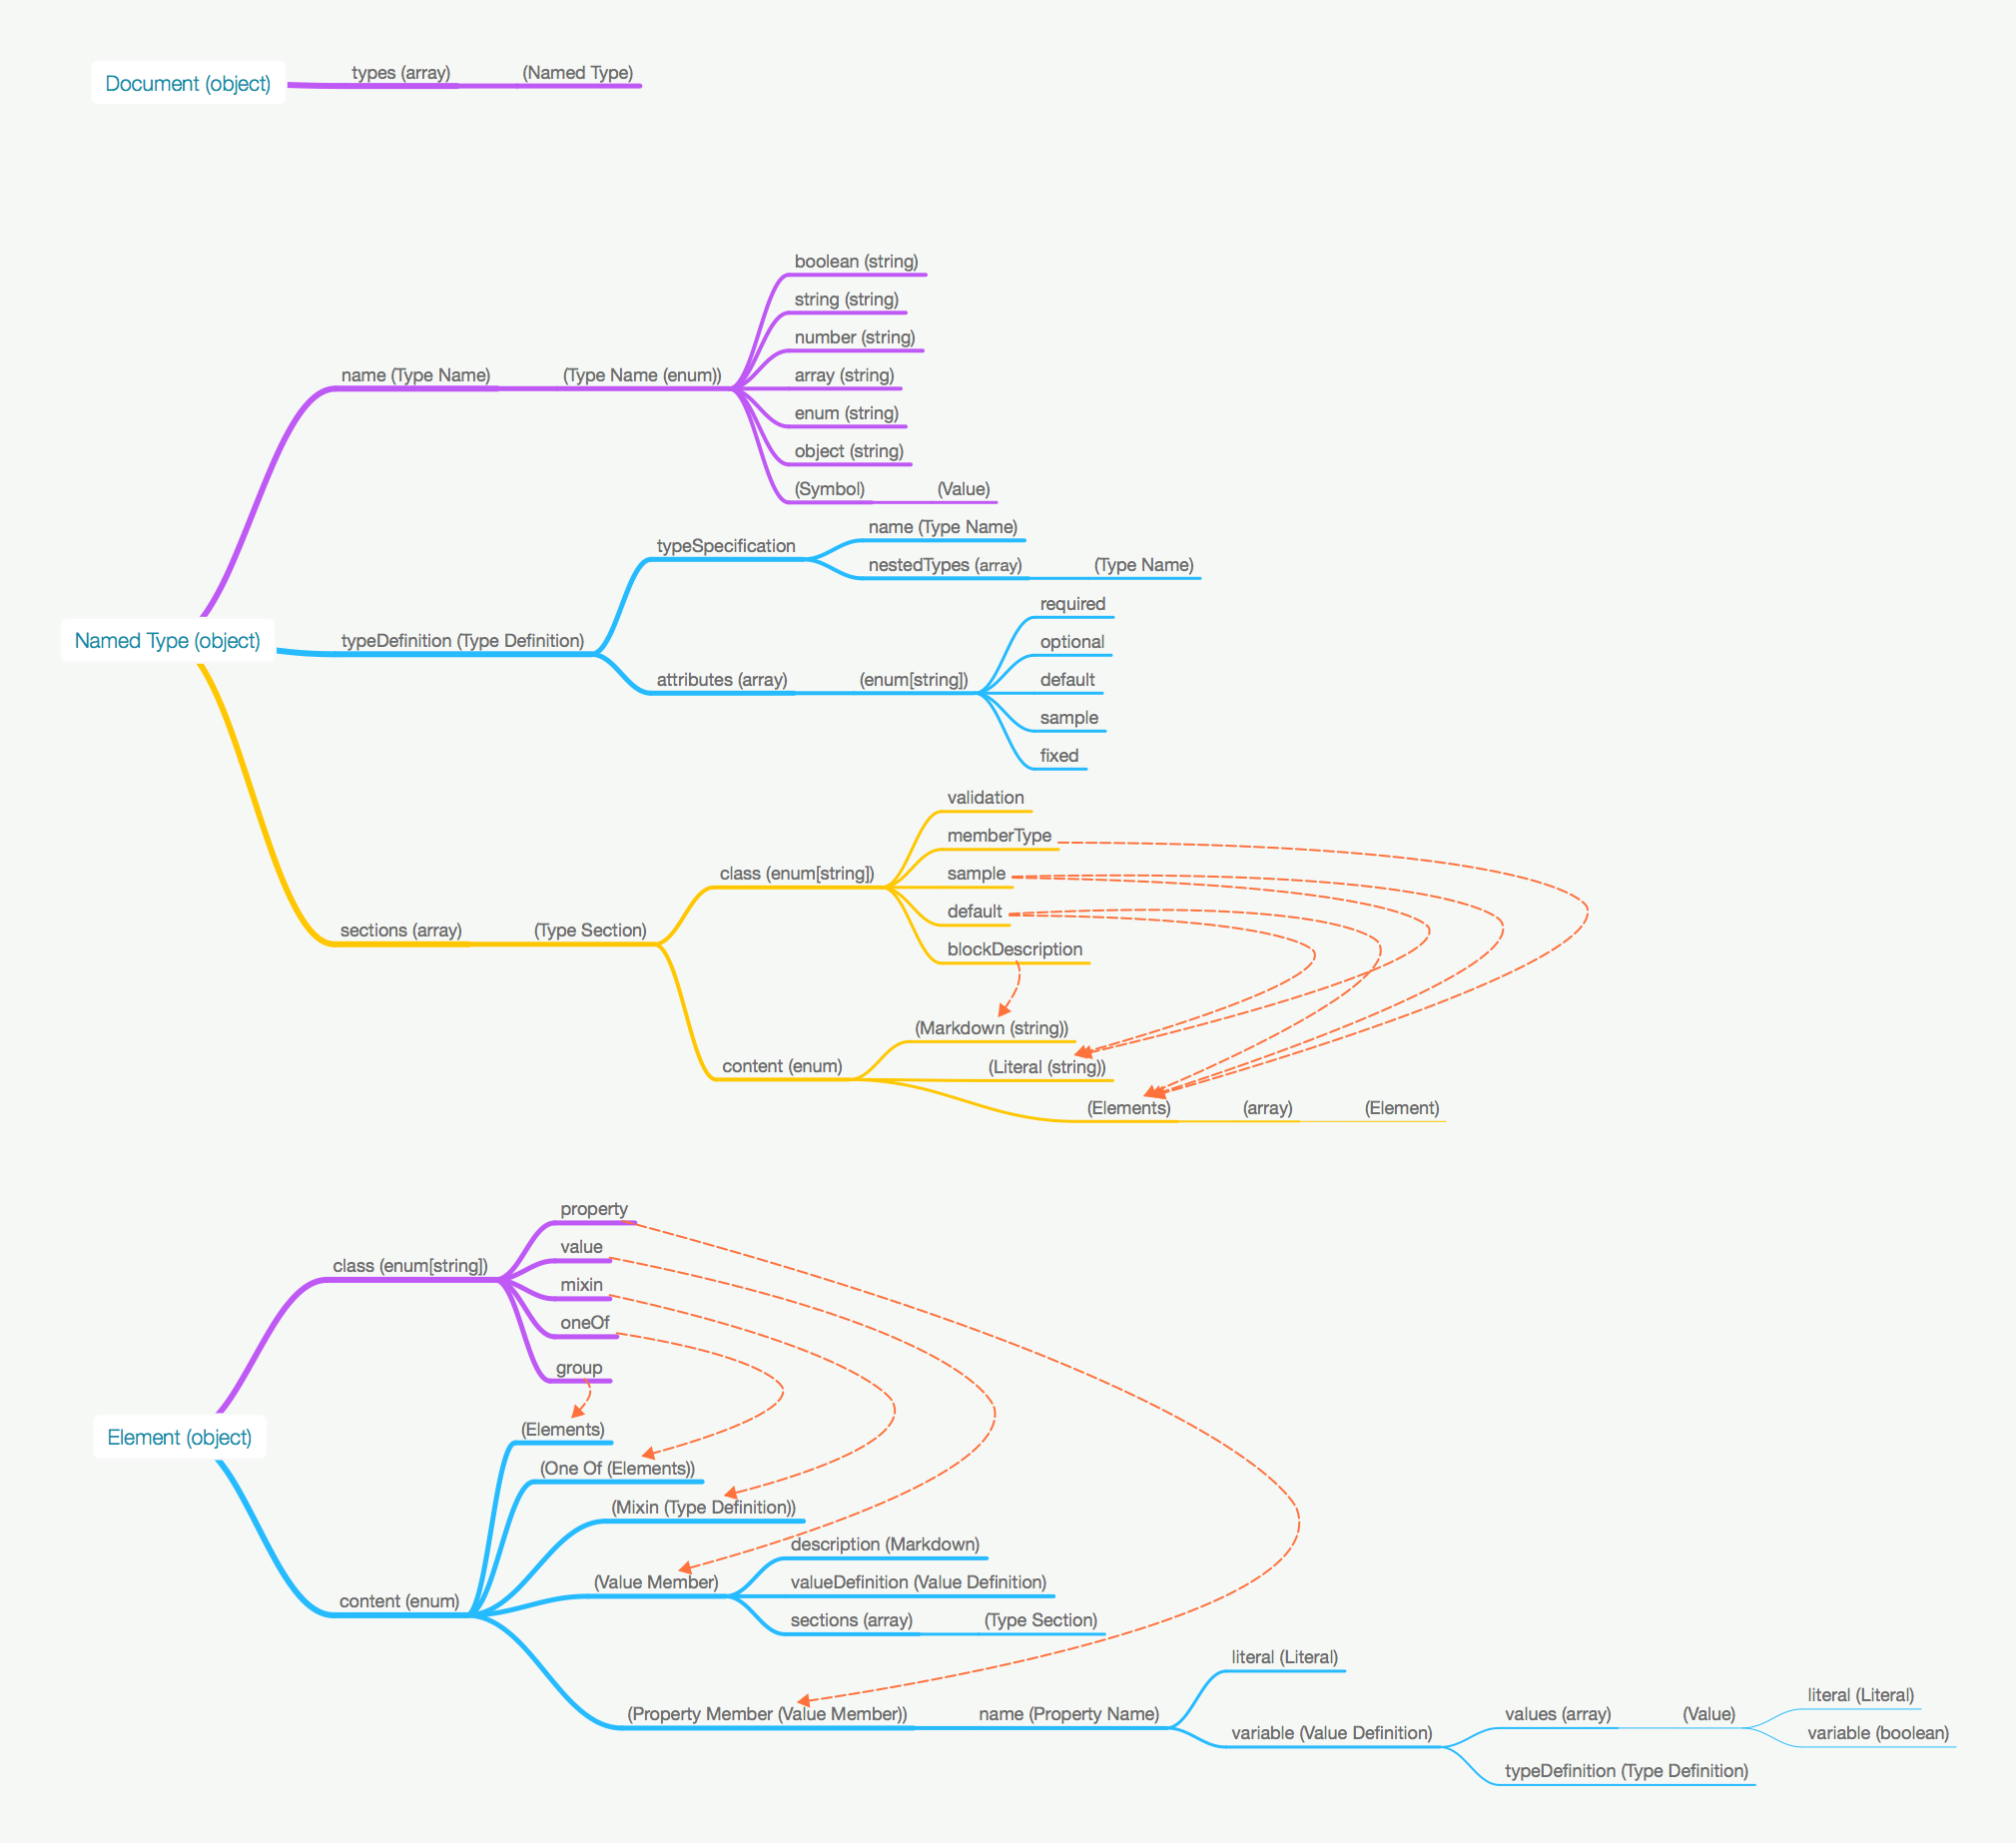 Document (object)
types (array)
(Named Type)
boolean (string)
string (string)
number (string)
name (Type Name)
(Type Name (enum))
array (string)
enum (string)
object (string)
(Symbol)
(Value)
name (Type Name)
typeSpecification
nestedTypes (array)
(Type Name)
required
Named Type (object)
typeDefinition (Type Definition)
optional
attributes (array)
(enum[string])
default
sample
fixed
validation
memberType
class (enum[string])
sample
default
sections (array)
(Type Section)
blockDescription
(Markdown (string))
content (enum)
(Literal (string))
(Elements)
(array)
(Element)
property
value
class (enum[string])
mixin
oneOf
group
Element (object)
(Elements)
(One Of (Elements))
(Mixin (Type Definition))
description (Markdown)
(Value Member)
valueDefinition (Value Definition)
content (enum)
sections (array)
(Type Section)
literal (Literal)
(Property Member (Value Member))
name (Property Name)
variable (Value Definition)
values (array)
(Value)
literal (Literal)
variable (boolean)
typeDefinition (Type Definition)